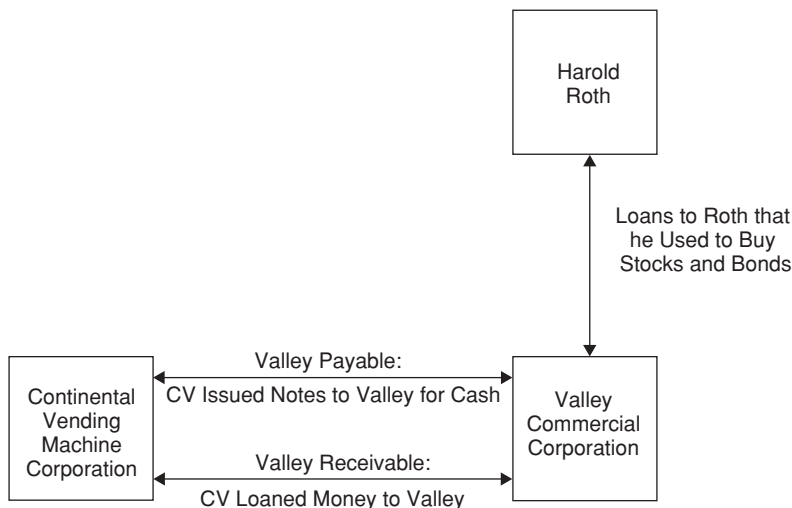 Harold
Roth
Loans to Roth that
he Used to Buy
Stocks and Bonds
Valley Payable:
CV Issued Notes to Valley for Cash
Continental
Vending
Machine
Corporation
Valley
Commercial
Corporation
Valley Receivable:
CV Loaned Money to Valley